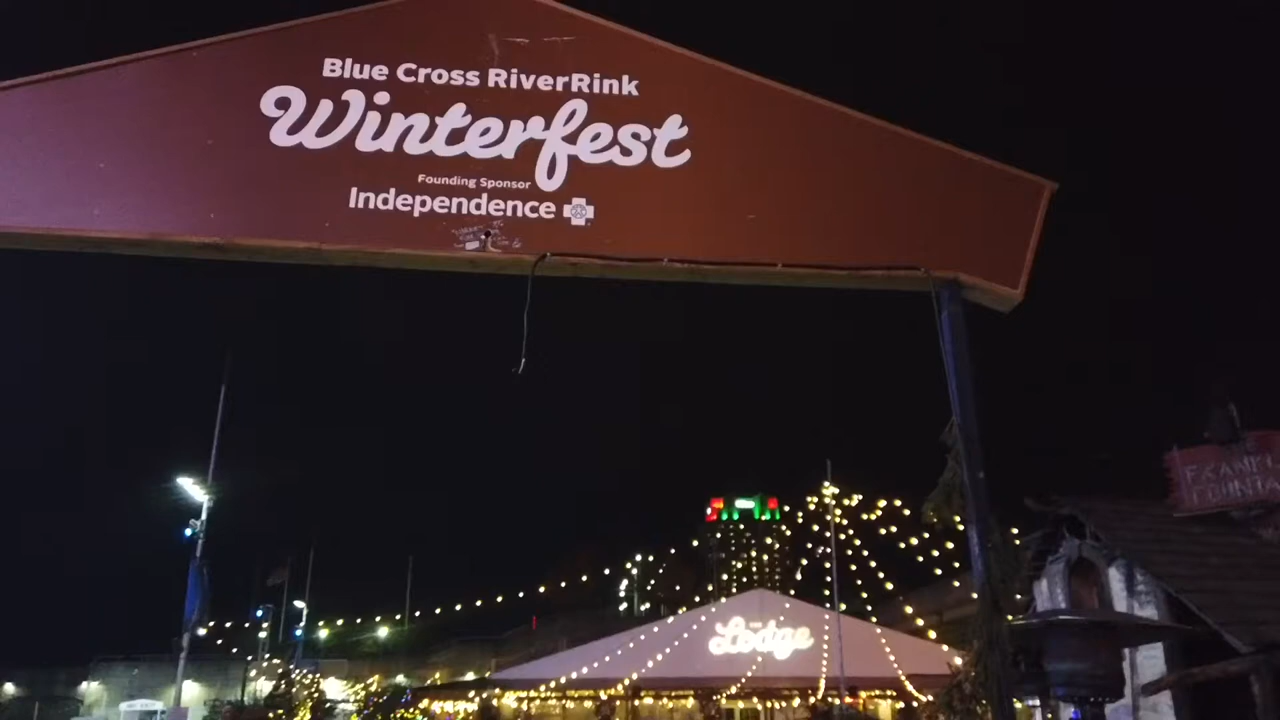 Blue Cross RiverRink
Winterfest
Founding Sponsor
Independence
Lodge